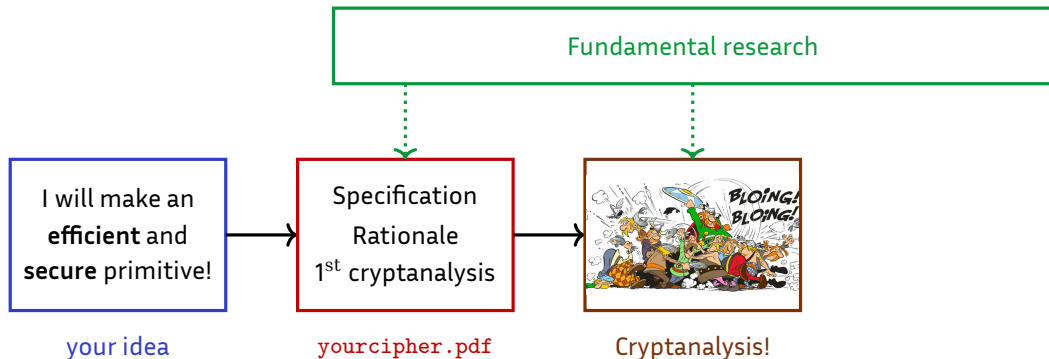 Fundamental research
I will make an
efficient and
secure primitive!
Specification
Rationale
1st cryptanalysis
BLOING!
BLOING!
your idea
yourcipher.pdf
Cryptanalysis!